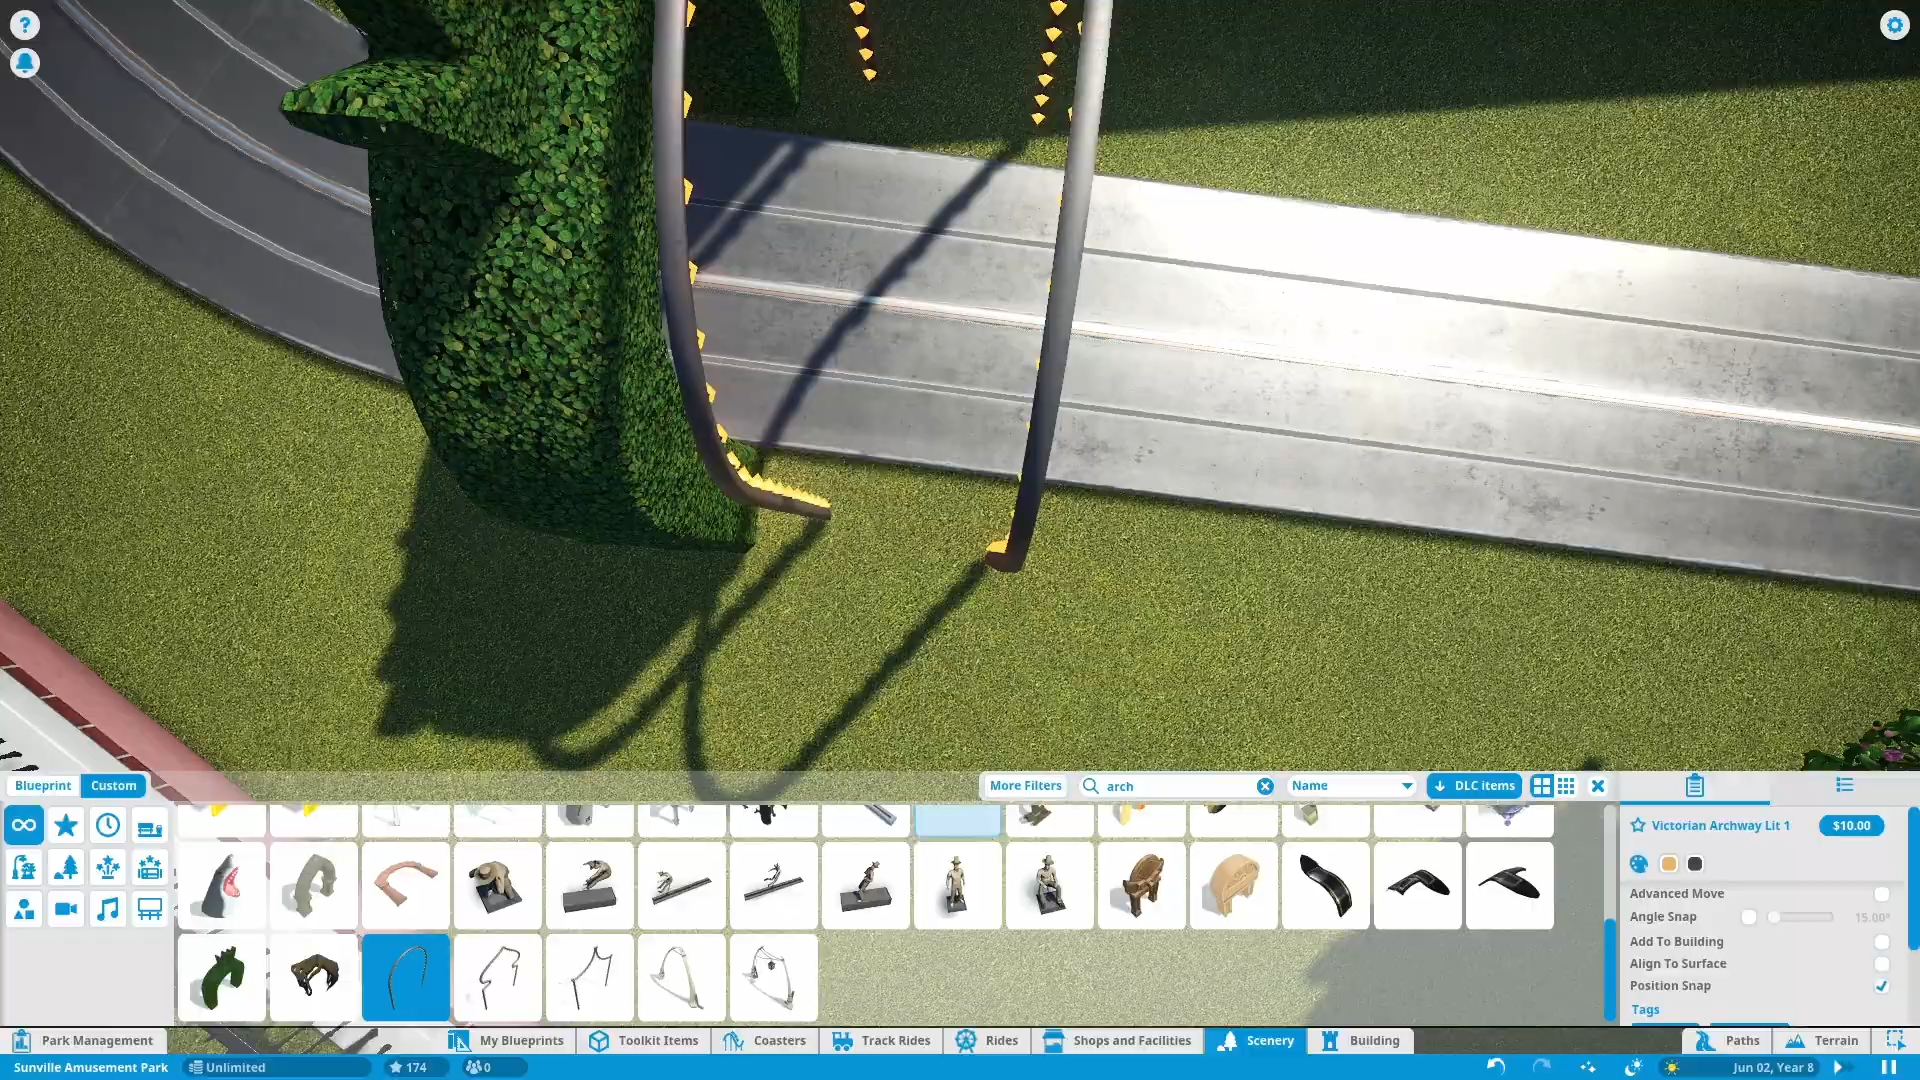 ?
Blueprint
Custom
More Filters
arch
Name
DLC items
Victorian Archway Lit 1
$10.00
Advanced Move
Angle Snap
15.00°
Add To Building
Align To Surface
Position Snap
Tags
Park Management
My Blueprints
Toolkit Items
Coasters
Track Rides
Rides
Shops and Facilities
Scenery
Building
Paths
Terrain
Sunville Amusement Park
Unlimited
174
0
Jun 02, Year 8